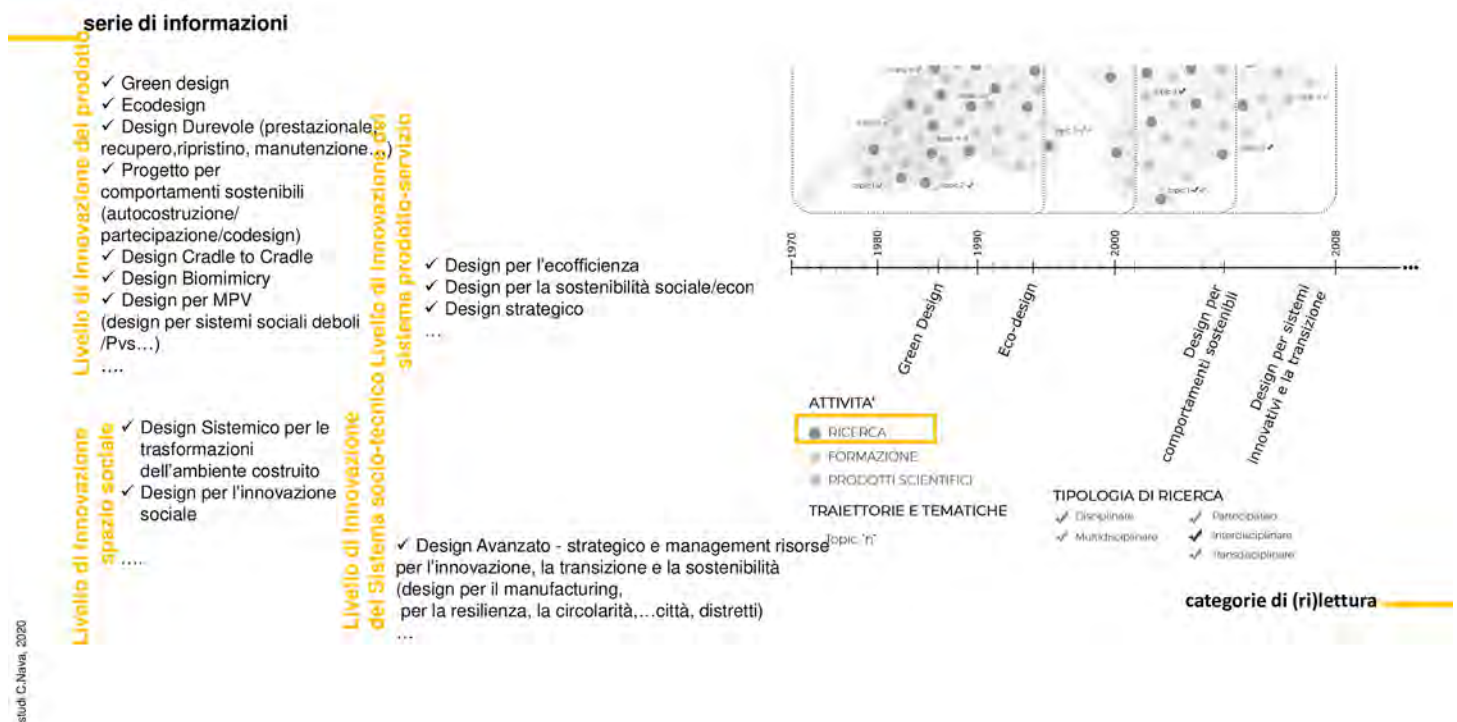 serie di informazioni
Livello di Innovazione del prodotto
✓ Green design
✓ Ecodesign
✓ Design Durevole (prestazionale,
recupero,ripristino, manutenzione...)
✓ Progetto per
comportamenti sostenibili
(autocostruzione/
partecipazione/codesign)
✓ Design Cradle to Cradle
✓ Design Biomimicry
✓ Design per MPV
(design per sistemi sociali deboli
/Pvs...)
....
Livello di Innovazione del
sistema prodotto-servizio
✓ Design per l'ecofficienza
✓ Design per la sostenibilità sociale/econ
✓ Design strategico
...
Livello di Innovazione
spazio sociale
✓ Design Sistemico per le
trasformazioni
dell'ambiente costruito
✓ Design per l'innovazione
sociale
.....
Livello di Innovazione
del Sistema socio-tecnico
✓ Design Avanzato - strategico e management risorse
per l'innovazione, la transizione e la sostenibilità
(design per il manufacturing,
per la resilienza, la circolarità,...città, distretti)
...
topic 1 ✓
topic 2 ✓
1970
1980
1990
2000
2008
...
Green Design
Eco-design
Design per
comportamenti sostenibili
Design per sistemi
innovativi e la transizione
ATTIVITA'
RICERCA
FORMAZIONE
PRODOTTI SCIENTIFICI
TRAIETTORIE E TEMATICHE
Topic "n"
TIPOLOGIA DI RICERCA
✓ Disciplinare
✓ Multidisciplinare
✓ Partecipativo
✓ Interdisciplinare
✓ Transdisciplinare
categorie di (ri)lettura
studi C.Nava, 2020